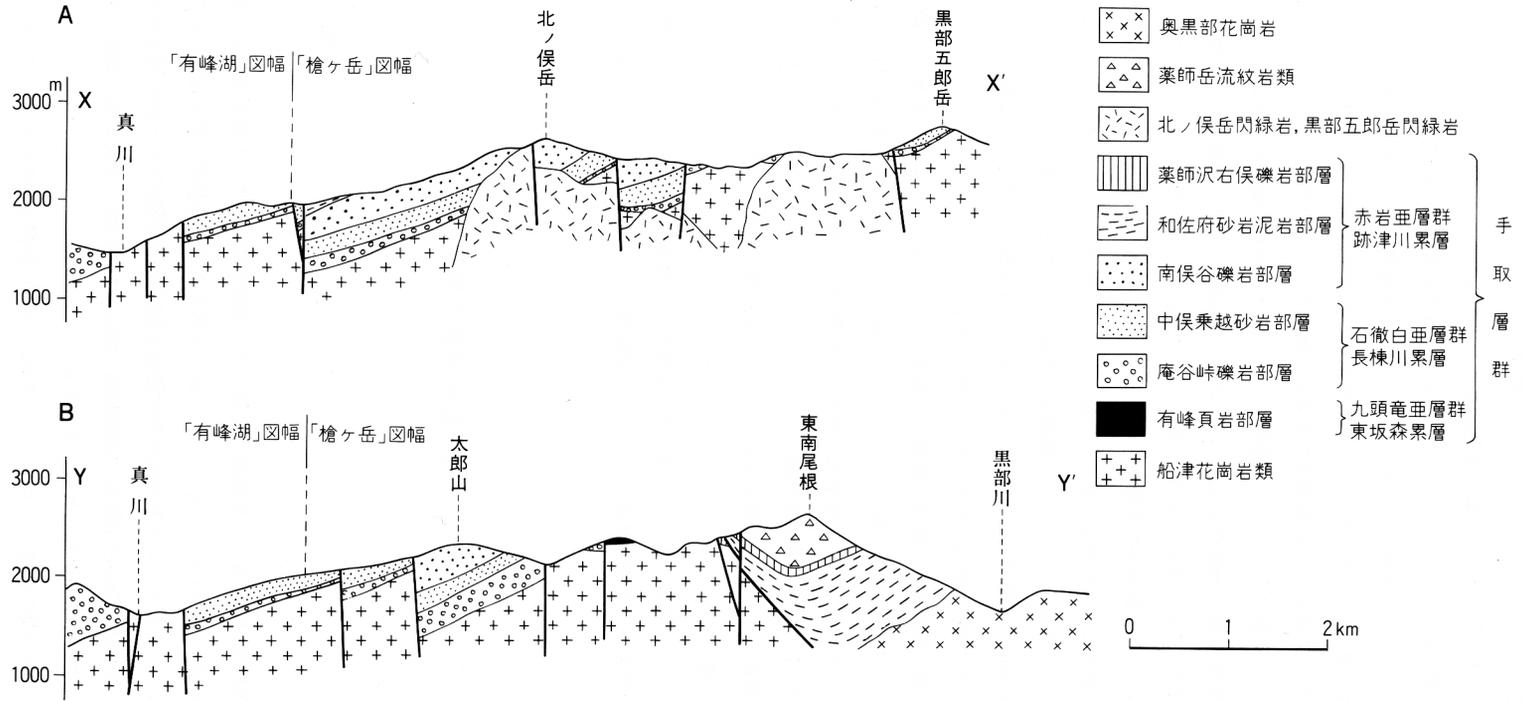 A
「有峰湖」図幅
「槍ヶ岳」図幅
北ノ俣岳
黒部五郎岳
m
3000
2000
1000
X
X′
真川
B
「有峰湖」図幅
「槍ヶ岳」図幅
太郎山
東南尾根
黒部川
3000
2000
1000
Y
Y′
真川
奥黒部花崗岩
薬師岳流紋岩類
北ノ俣岳閃緑岩,黒部五郎岳閃緑岩
薬師沢右俣礫岩部層
和佐府砂岩泥岩部層
南俣谷礫岩部層
赤岩亜層群
跡津川累層
中俣乗越砂岩部層
庵谷峠礫岩部層
石徹白亜層群
長棟川累層
有峰頁岩部層
九頭竜亜層群
東坂森累層
手取層群
船津花崗岩類
0 1 2km